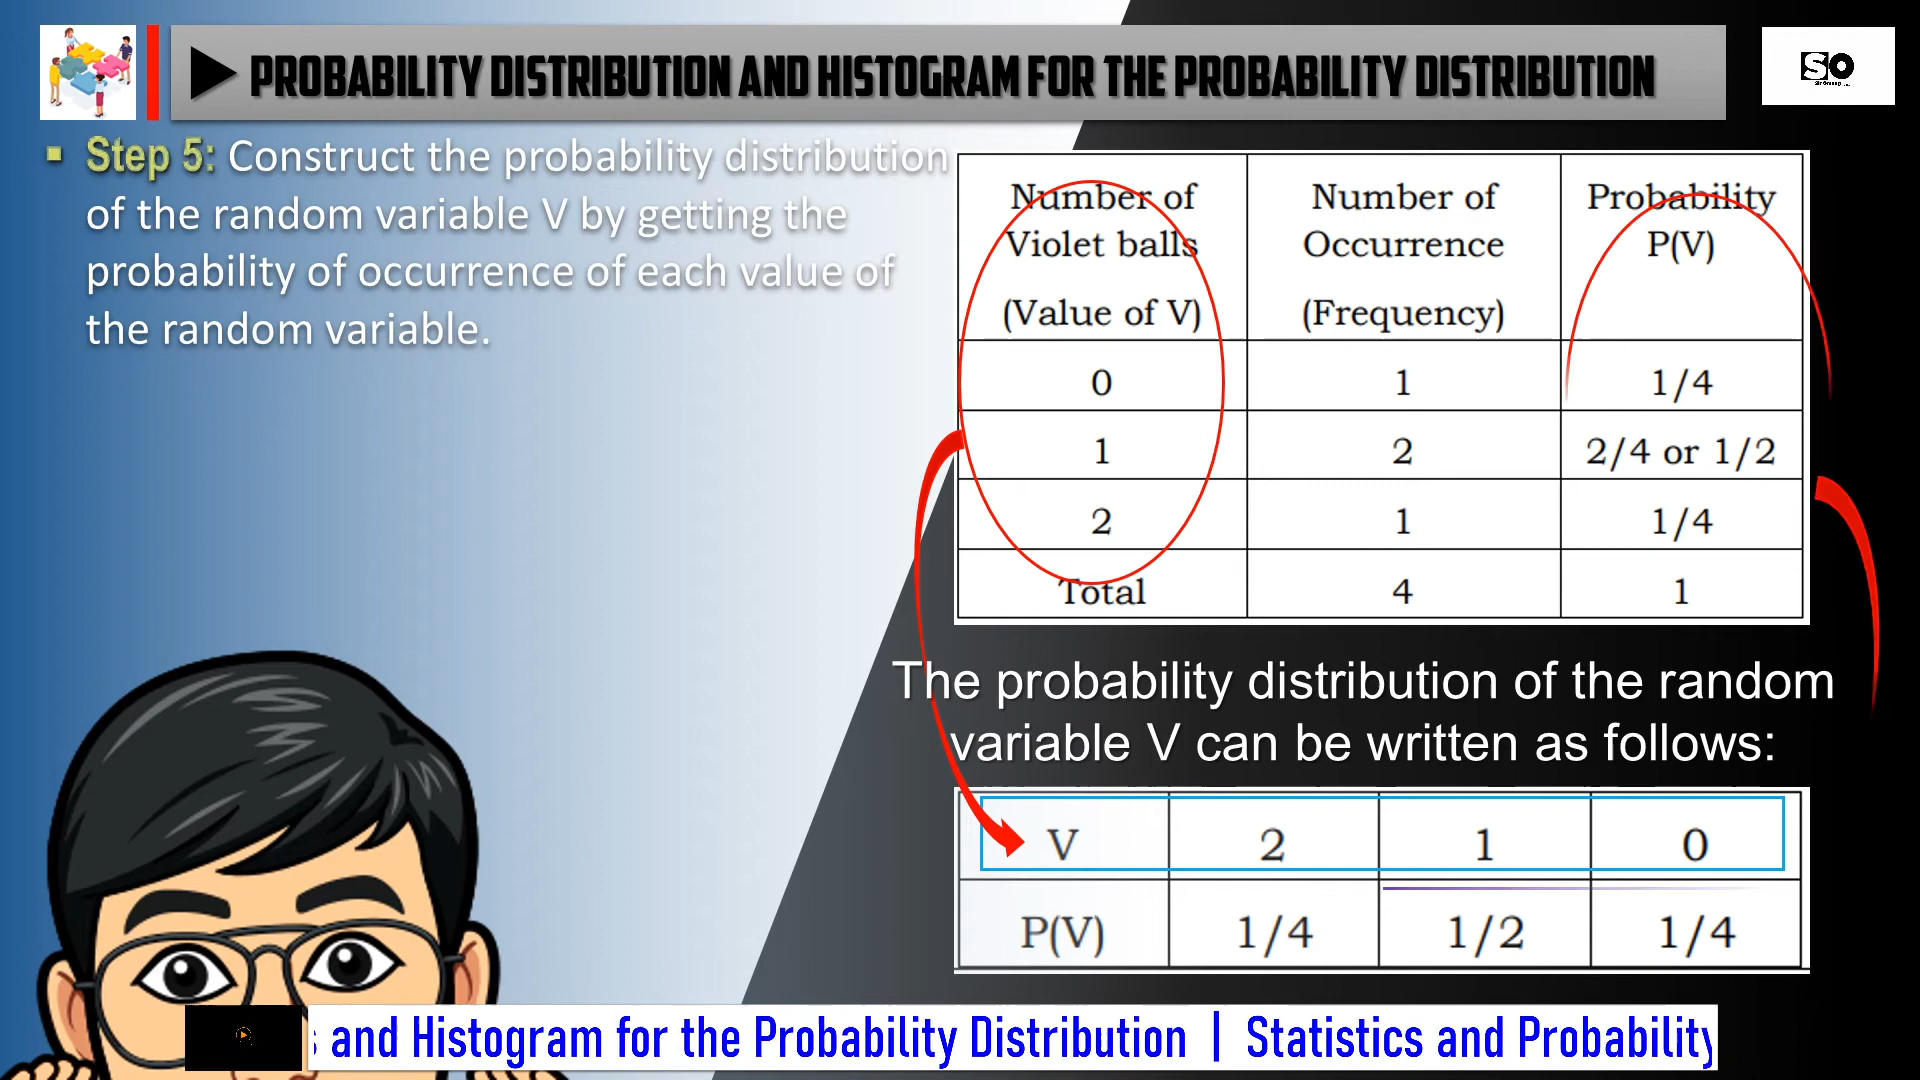 PROBABILITY DISTRIBUTION AND HISTOGRAM FOR THE PROBABILITY DISTRIBUTION
SO
Step 5: Construct the probability distribution
of the random variable V by getting the
probability of occurrence of each value of
the random variable.
Number of Violet balls (Value of V) Number of Occurrence (Frequency) Probability P(V)
0 1 1/4
1 2 2/4 or 1/2
2 1 1/4
Total 4 1
The probability distribution of the random
variable V can be written as follows:
V 2 1 0
P(V) 1/4 1/2 1/4
s and Histogram for the Probability Distribution | Statistics and Probability